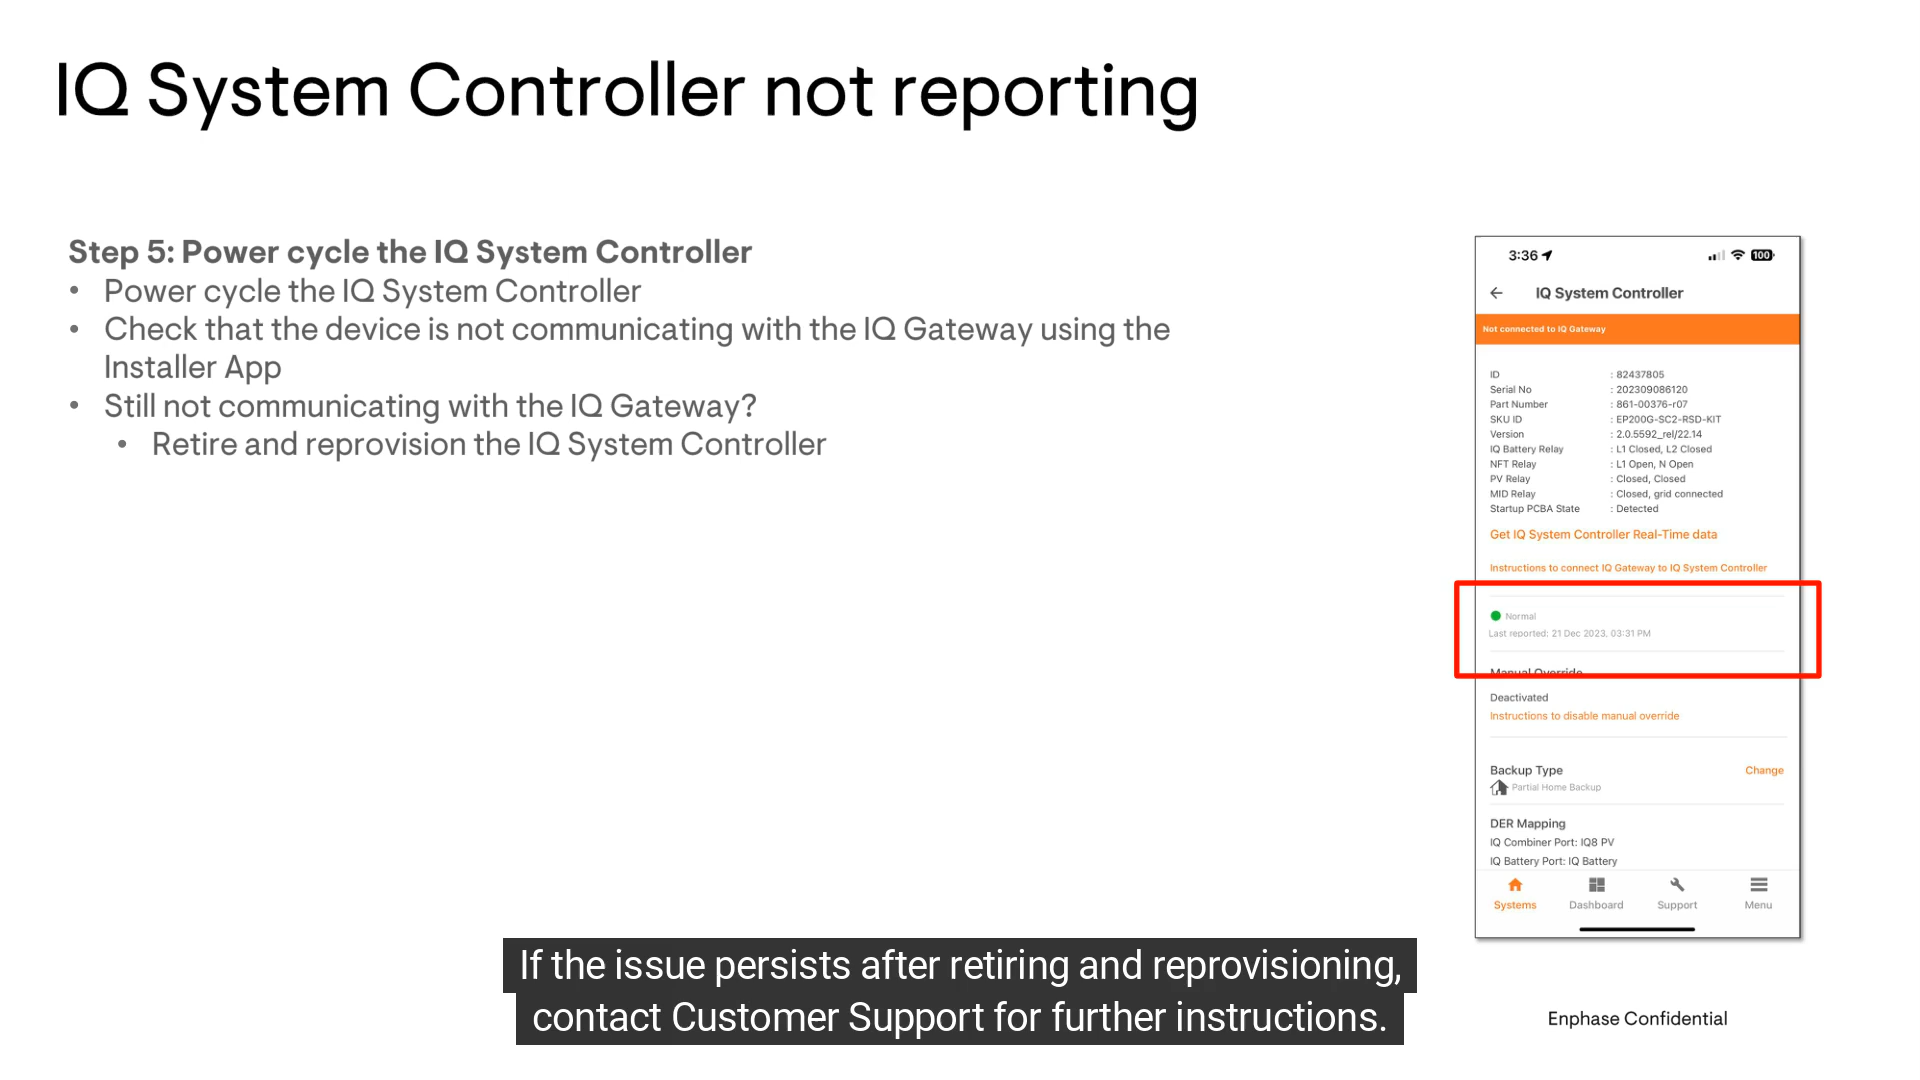 IQ System Controller not reporting
Step 5: Power cycle the IQ System Controller
• Power cycle the IQ System Controller
• Check that the device is not communicating with the IQ Gateway using the
Installer App
• Still not communicating with the IQ Gateway?
• Retire and reprovision the IQ System Controller
3:36
100
IQ System Controller
Not connected to IQ Gateway
ID : 82437805
Serial No : 202309086120
Part Number : 861-00376-r07
SKU ID : EP200G-SC2-RSD-KIT
Version : 2.0.5592_rel/22.14
IQ Battery Relay : L1 Closed, L2 Closed
NFT Relay : L1 Open, N Open
PV Relay : Closed, Closed
MID Relay : Closed, grid connected
Startup PCBA State : Detected
Get IQ System Controller Real-Time data
Instructions to connect IQ Gateway to IQ System Controller
Normal
Last reported: 21 Dec 2023, 03:31 PM
Manual Override
Deactivated
Instructions to disable manual override
Backup Type Change
Partial Home Backup
DER Mapping
IQ Combiner Port: IQ8 PV
IQ Battery Port: IQ Battery
Systems Dashboard Support Menu
If the issue persists after retiring and reprovisioning,
contact Customer Support for further instructions.
Enphase Confidential